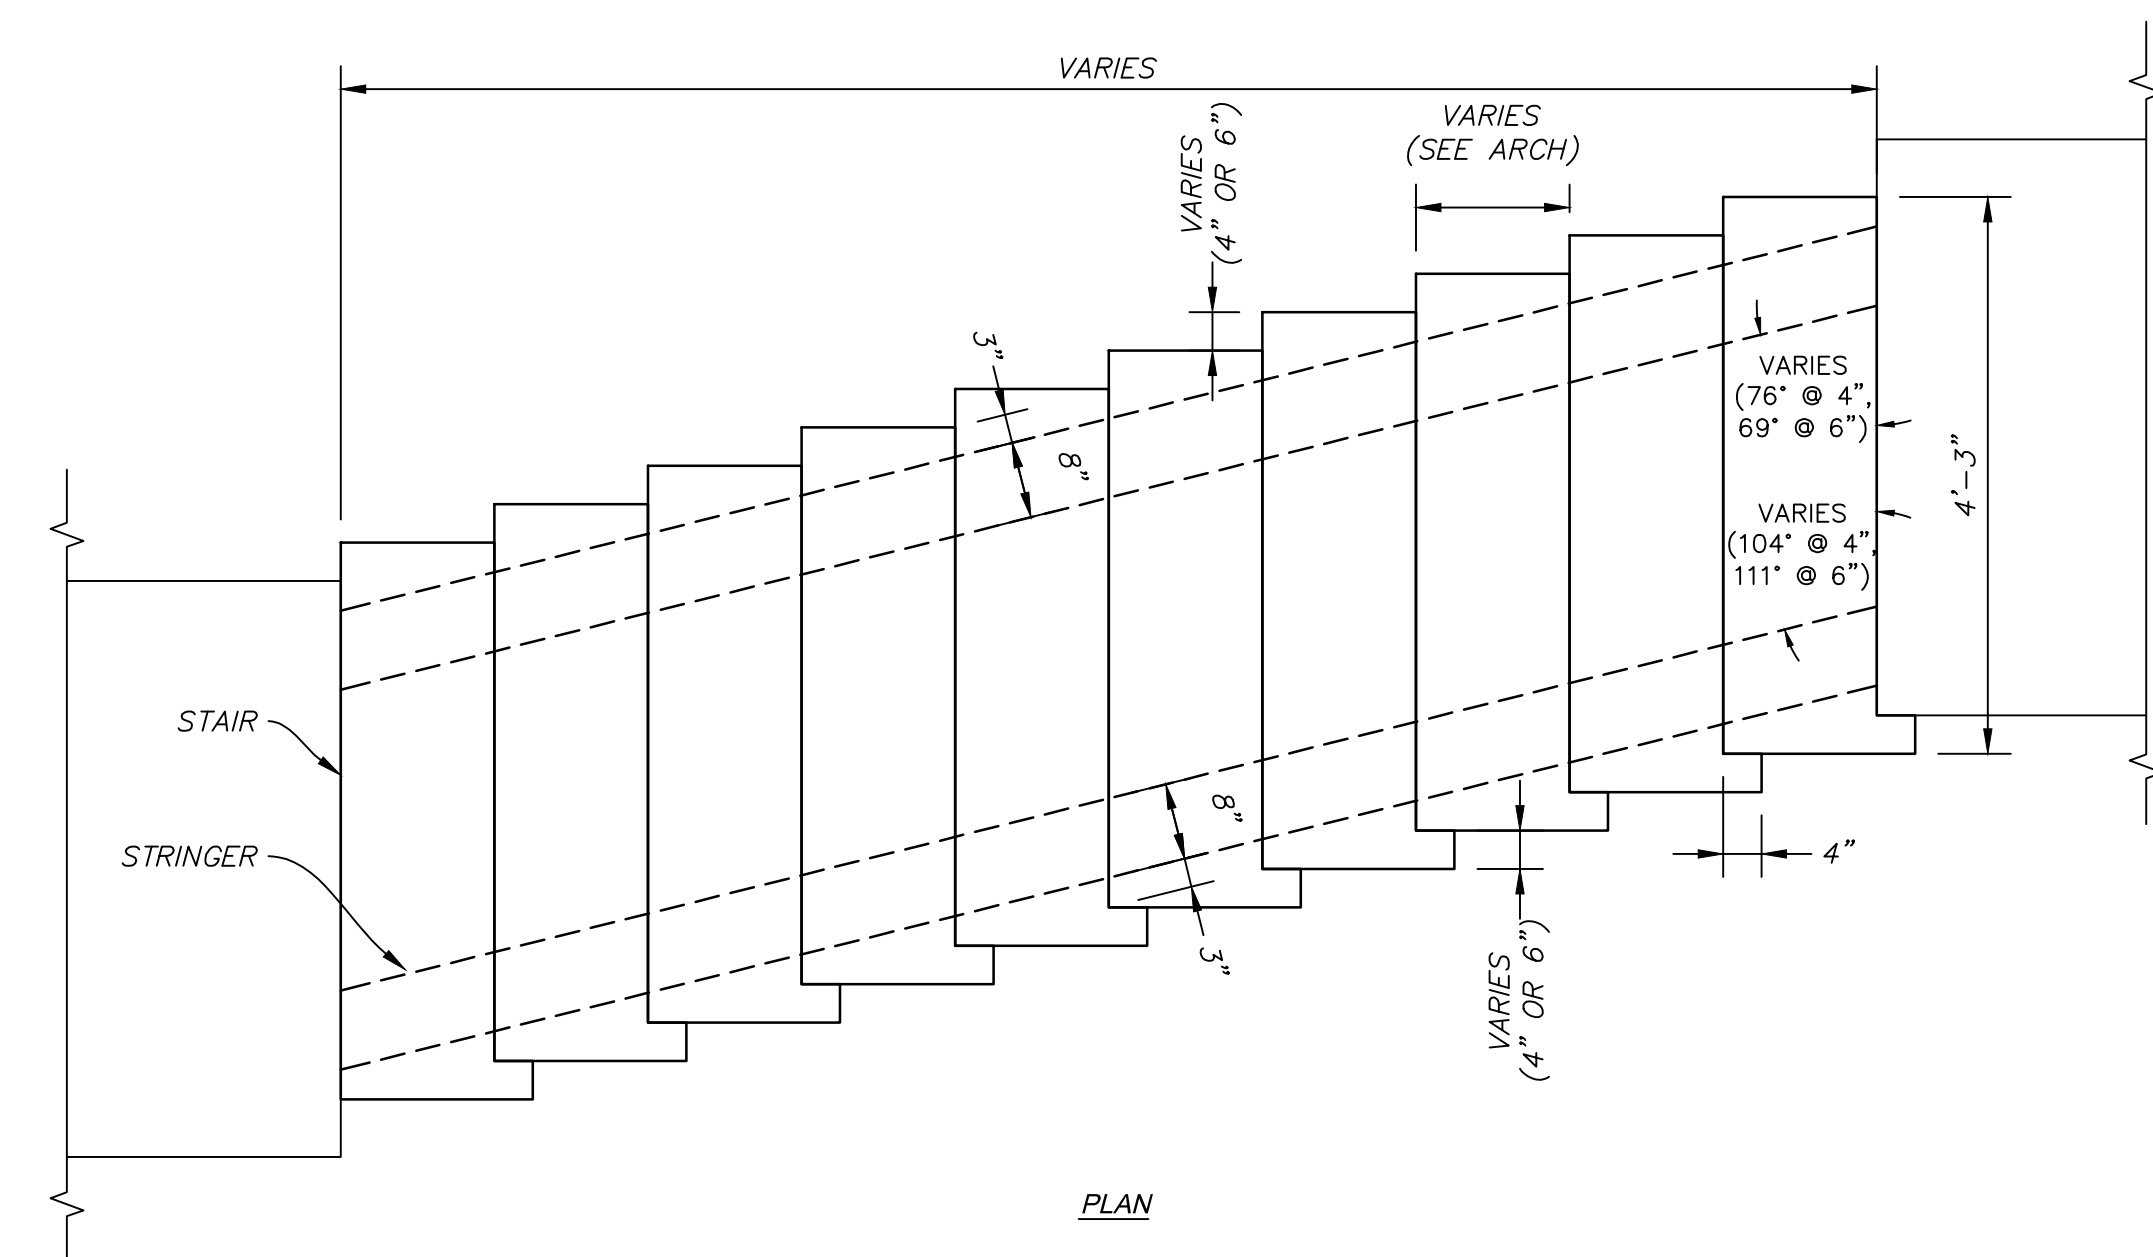 VARIES
VARIES
(SEE ARCH)
VARIES
(4" OR 6")
3"
8"
VARIES
(76° @ 4",
69° @ 6")
4'-3"
VARIES
(104° @ 4",
111° @ 6")
STAIR
STRINGER
8"
3"
4"
VARIES
(4" OR 6")
PLAN